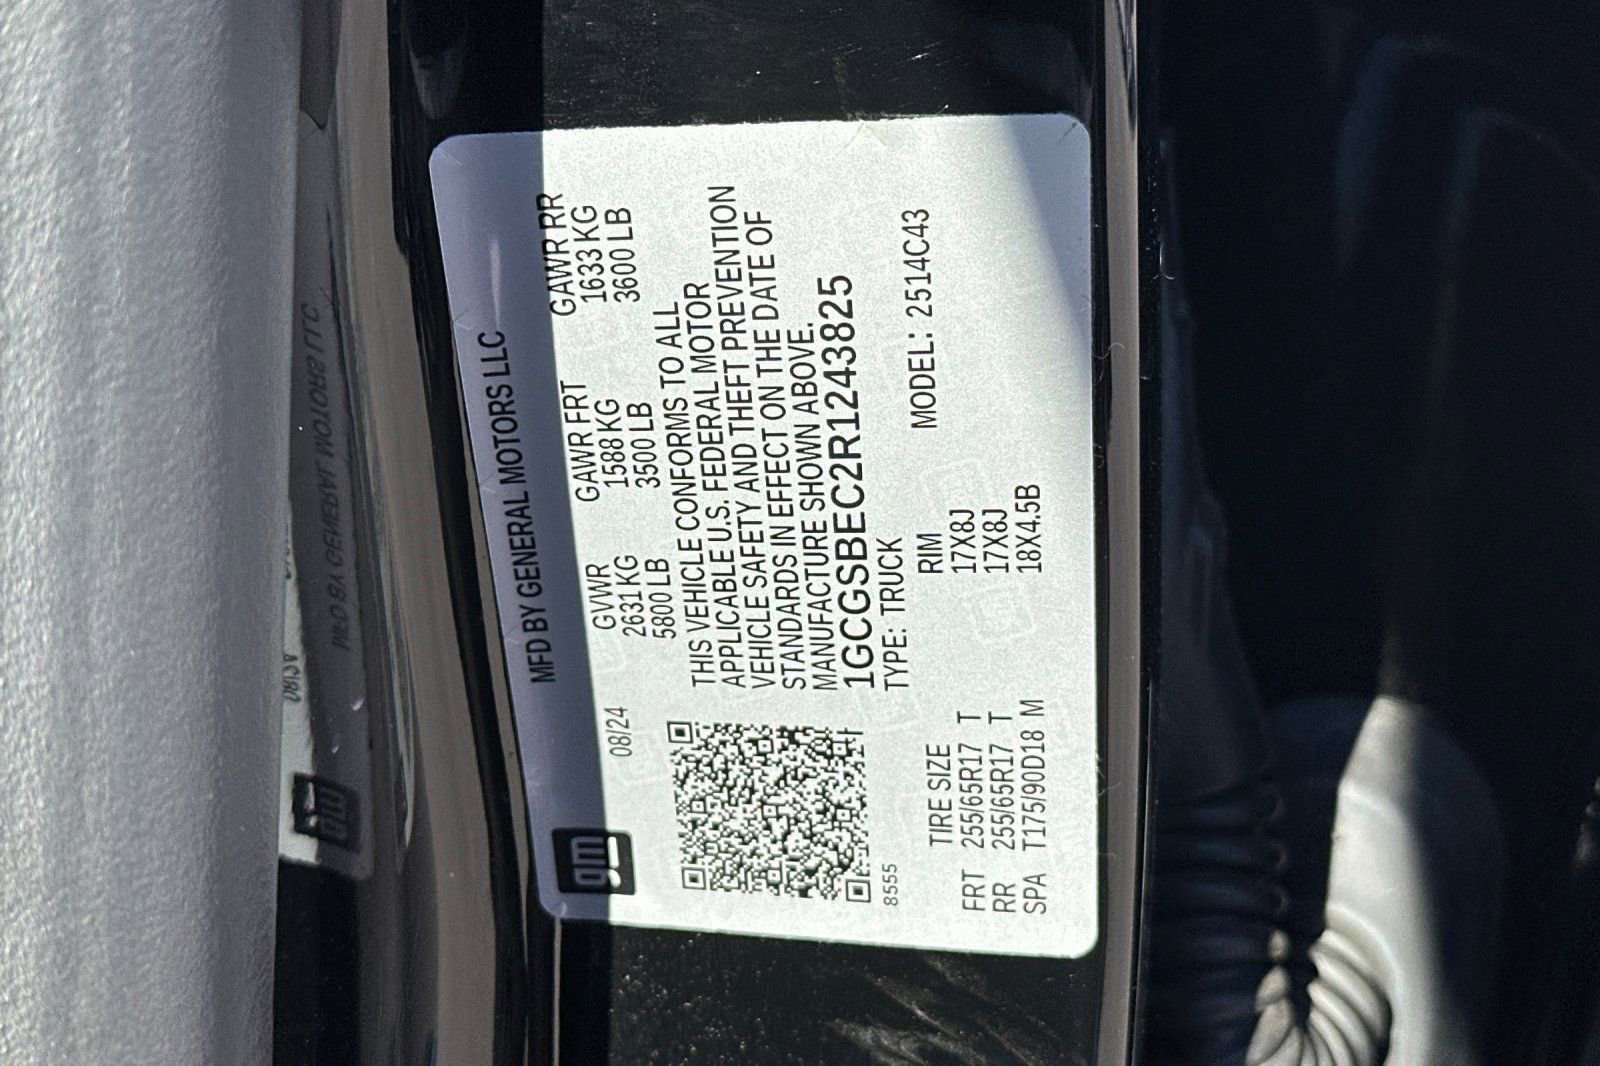 MFD BY GENERAL MOTORS LLC
gm
08/24
GVWR GAWR FRT GAWR RR
2631 KG 1588 KG 1633 KG
5800 LB 3500 LB 3600 LB
THIS VEHICLE CONFORMS TO ALL
APPLICABLE U.S. FEDERAL MOTOR
VEHICLE SAFETY AND THEFT PREVENTION
STANDARDS IN EFFECT ON THE DATE OF
MANUFACTURE SHOWN ABOVE.
1GCGSBEC2R1243825
TYPE: TRUCK MODEL: 2514C43
8555
TIRE SIZE RIM
FRT 255/65R17 T 17X8J
RR 255/65R17 T 17X8J
SPA T175/90D18 M 18X4.5B